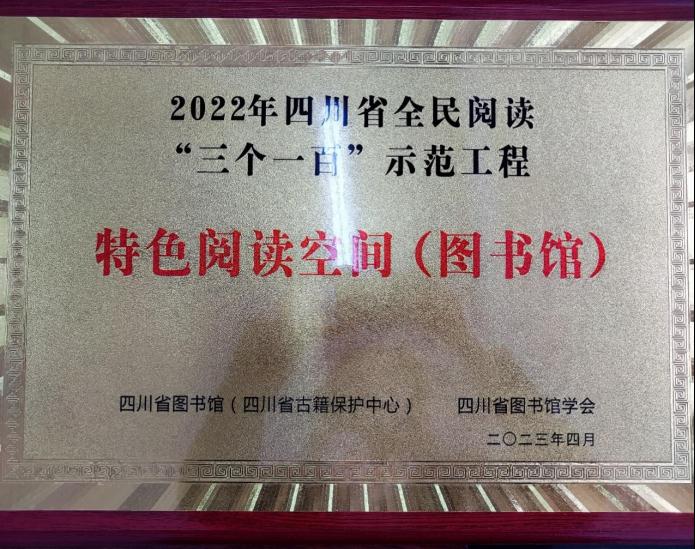 2022年四川省全民阅读
“三个一百”示范工程
特色阅读空间(图书馆)
四川省图书馆(四川省古籍保护中心) 四川省图书馆学会
二〇二三年四月